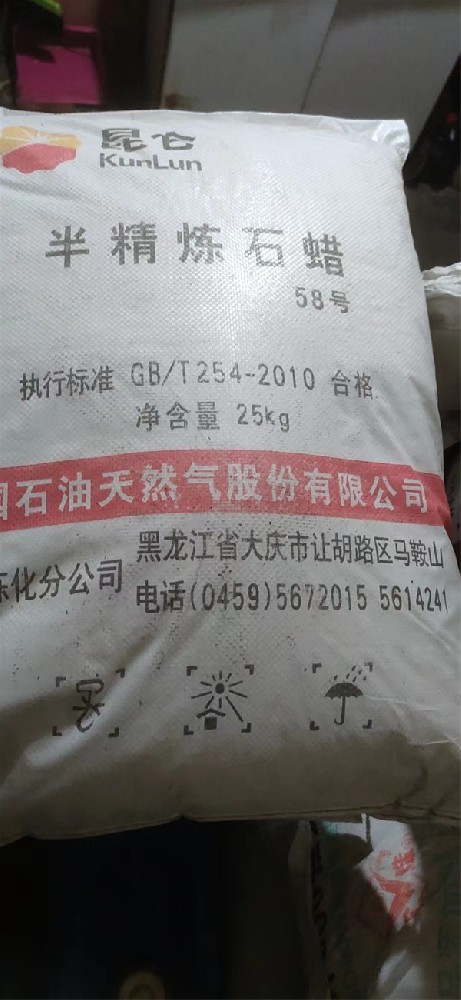 昆仑
KunLun
半精炼石蜡
58号
执行标准 GB/T254-2010 合格
净含量 25kg
国石油天然气股份有限公司
炼化分公司
黑龙江省大庆市让胡路区马鞍山
电话(0459)5672015 5614241